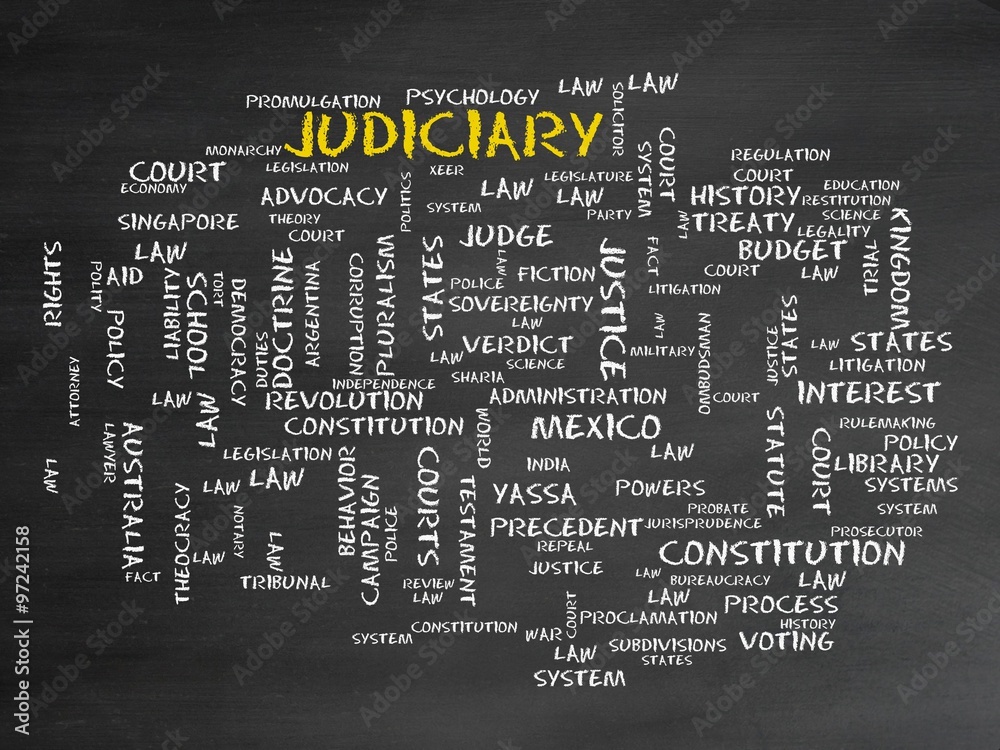 PROMULGATION
PSYCHOLOGY
LAW
LAW
SOLICITOR
JUDICIARY
MONARCHY
LEGISLATION
XEER
COURT
ECONOMY
ADVOCACY
POLITICS
LAW
LEGISLATURE
LAW
SYSTEM
COURT
REGULATION
COURT
HISTORY
EDUCATION
RESTITUTION
SINGAPORE
THEORY
COURT
SYSTEM
PARTY
LAW
TREATY
SCIENCE
LEGALITY
KINGDOM
JUDGE
BUDGET
LAW
RIGHTS
POLITY
AID
LIABILITY
SCHOOL
TORT
DEMOCRACY
DOCTRINE
ARGENTINA
CORRUPTION
PLURALISM
STATES
LAW
POLICE
FICTION
JUSTICE
FACT
COURT
LAW
TRIAL
LITIGATION
SOVEREIGNTY
LAW
POLICY
DUTIES
LAW
VERDICT
SCIENCE
LAW
MILITARY
OMBUDSMAN
JUSTICE
STATES
LAW
STATES
LITIGATION
ATTORNEY
INDEPENDENCE
SHARIA
LAW
LAW
REVOLUTION
ADMINISTRATION
COURT
INTEREST
CONSTITUTION
WORLD
MEXICO
STATUTE
RULEMAKING
POLICY
LAWYER
AUSTRALIA
LEGISLATION
BEHAVIOR
COURTS
LAW
COURT
LIBRARY
LAW
LAW
LAW
INDIA
SYSTEMS
THEOCRACY
NOTARY
LAW
CAMPAIGN
POLICE
TESTAMENT
YASSA
POWERS
PROBATE
SYSTEM
PRECEDENT
JURISPRUDENCE
PROSECUTOR
LAW
REPEAL
CONSTITUTION
FACT
TRIBUNAL
REVIEW
LAW
JUSTICE
LAW
BUREAUCRACY
LAW
LAW
PROCESS
COURT
PROCLAMATION
HISTORY
SYSTEM
CONSTITUTION
WAR
SUBDIVISIONS
VOTING
LAW
STATES
SYSTEM
Adobe Stock | #97242158
Adobe Stock